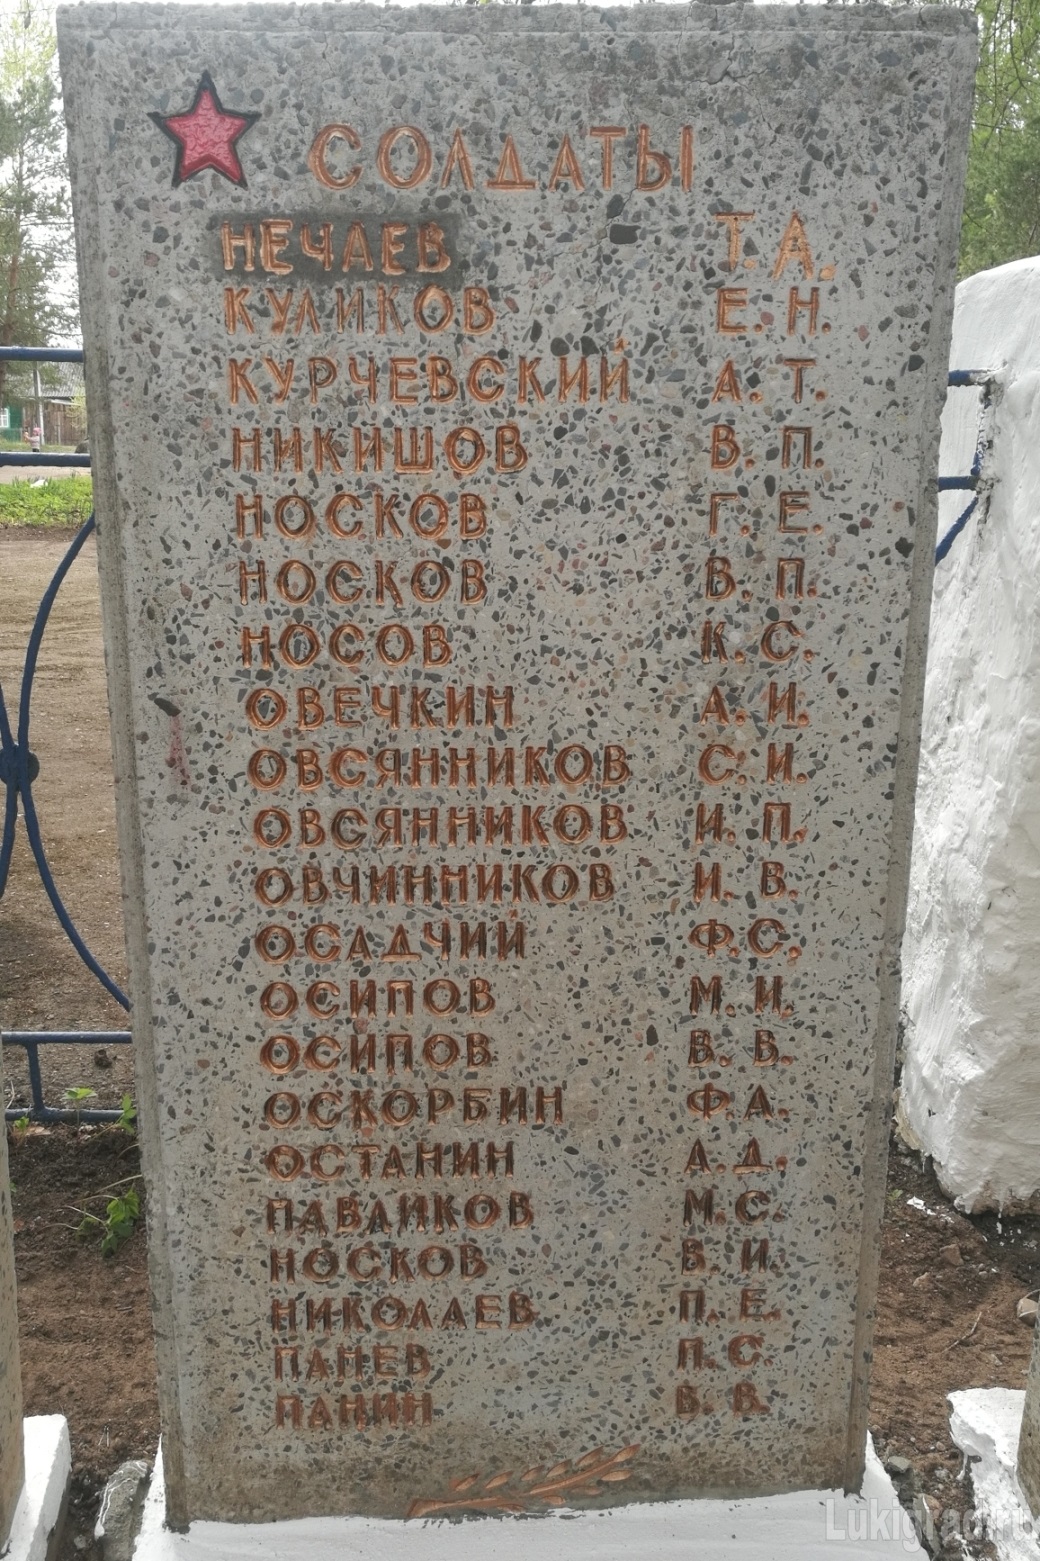 СОЛДАТЫ
НЕЧАЕВ Т.А.
КУЛИКОВ Е.Н.
КУРЧЕВСКИЙ А.Т.
НИКИШОВ В.П.
НОСКОВ Г.Е.
НОСКОВ В.П.
НОСОВ К.С.
ОВЕЧКИН А.И.
ОВСЯННИКОВ С.И.
ОВСЯННИКОВ И.П.
ОВЧИННИКОВ И.В.
ОСАДЧИЙ Ф.С.
ОСИПОВ М.И.
ОСИПОВ В.В.
ОСКОРБИН Ф.А.
ОСТАНИН А.Д.
ПАВЛИКОВ М.С.
НОСКОВ В.И.
НИКОЛАЕВ П.Е.
ПАНЕВ П.С.
ПАНИН В.В.
Lukigrad.ru